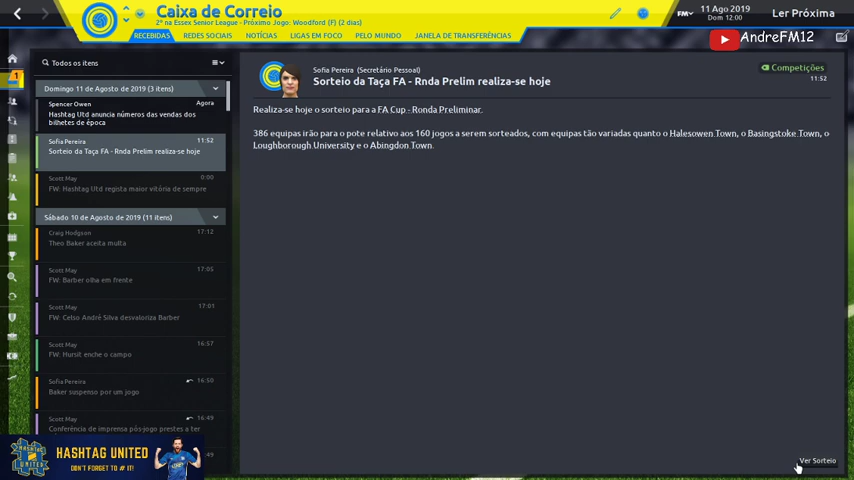 Caixa de Correio
2º na Essex Senior League - Próximo Jogo: Woodford (F) (2 dias)
FM
11 Ago 2019
Dom 12:00
Ler Próxima
AndreFM12
RECEBIDAS REDES SOCIAIS NOTÍCIAS LIGAS EM FOCO PELO MUNDO JANELA DE TRANSFERÊNCIAS
1
Todos os itens
Domingo 11 de Agosto de 2019 (3 itens)
Spencer Owen Agora
Hashtag Utd anuncia números das vendas dos
bilhetes de época
Sofia Pereira 11:52
Sorteio da Taça FA - Rnda Prelim realiza-se hoje
Scott May 0:00
FW: Hashtag Utd regista maior vitória de sempre
Sábado 10 de Agosto de 2019 (11 itens)
Craig Hodgson 17:12
Theo Baker aceita multa
Scott May 17:05
FW: Barber olha em frente
Scott May 17:01
FW: Celso André Silva desvaloriza Barber
Scott May 16:57
FW: Hursit enche o campo
Sofia Pereira 16:50
Baker suspenso por um jogo
Scott May 16:49
Conferência de imprensa pós-jogo prestes a ter
Sofia Pereira (Secretário Pessoal)
Sorteio da Taça FA - Rnda Prelim realiza-se hoje
Competições
11:52
Realiza-se hoje o sorteio para a FA Cup - Ronda Preliminar.
386 equipas irão para o pote relativo aos 160 jogos a serem sorteados, com equipas tão variadas quanto o Halesowen Town, o Basingstoke Town, o
Loughborough University e o Abingdon Town.
Ver Sorteio
HASHTAG UNITED
DON'T FORGET TO # IT!